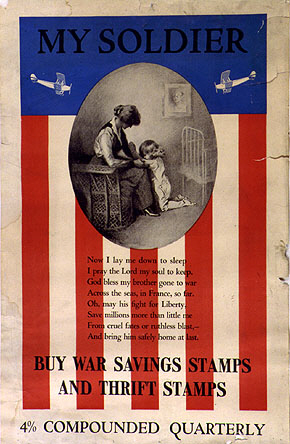 MY SOLDIER
Now I lay me down to sleep
I pray the Lord my soul to keep.
God bless my brother gone to war
Across the seas, in France, so far.
Oh, may his fight for Liberty,
Save millions more than little me
From cruel fates or ruthless blast,—
And bring him safely home at last.
BUY WAR SAVINGS STAMPS
AND THRIFT STAMPS
4% COMPOUNDED QUARTERLY